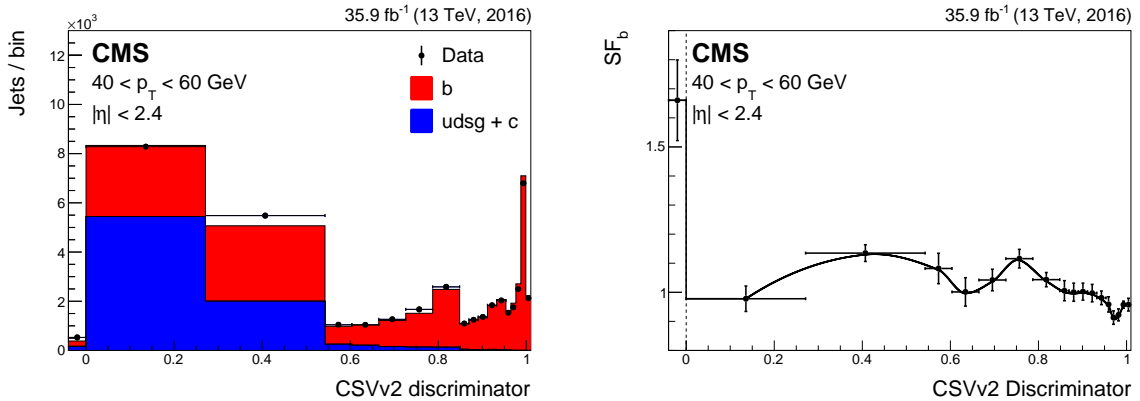 35.9 fb⁻¹ (13 TeV, 2016)
×10³
Jets / bin
CMS
40 < p_T < 60 GeV
|η| < 2.4
Data
b
udsg + c
12
10
8
6
4
2
0
0 0.2 0.4 0.6 0.8 1
CSVv2 discriminator
35.9 fb⁻¹ (13 TeV, 2016)
SF_b
CMS
40 < p_T < 60 GeV
|η| < 2.4
1.5
1
0 0.2 0.4 0.6 0.8 1
CSVv2 Discriminator